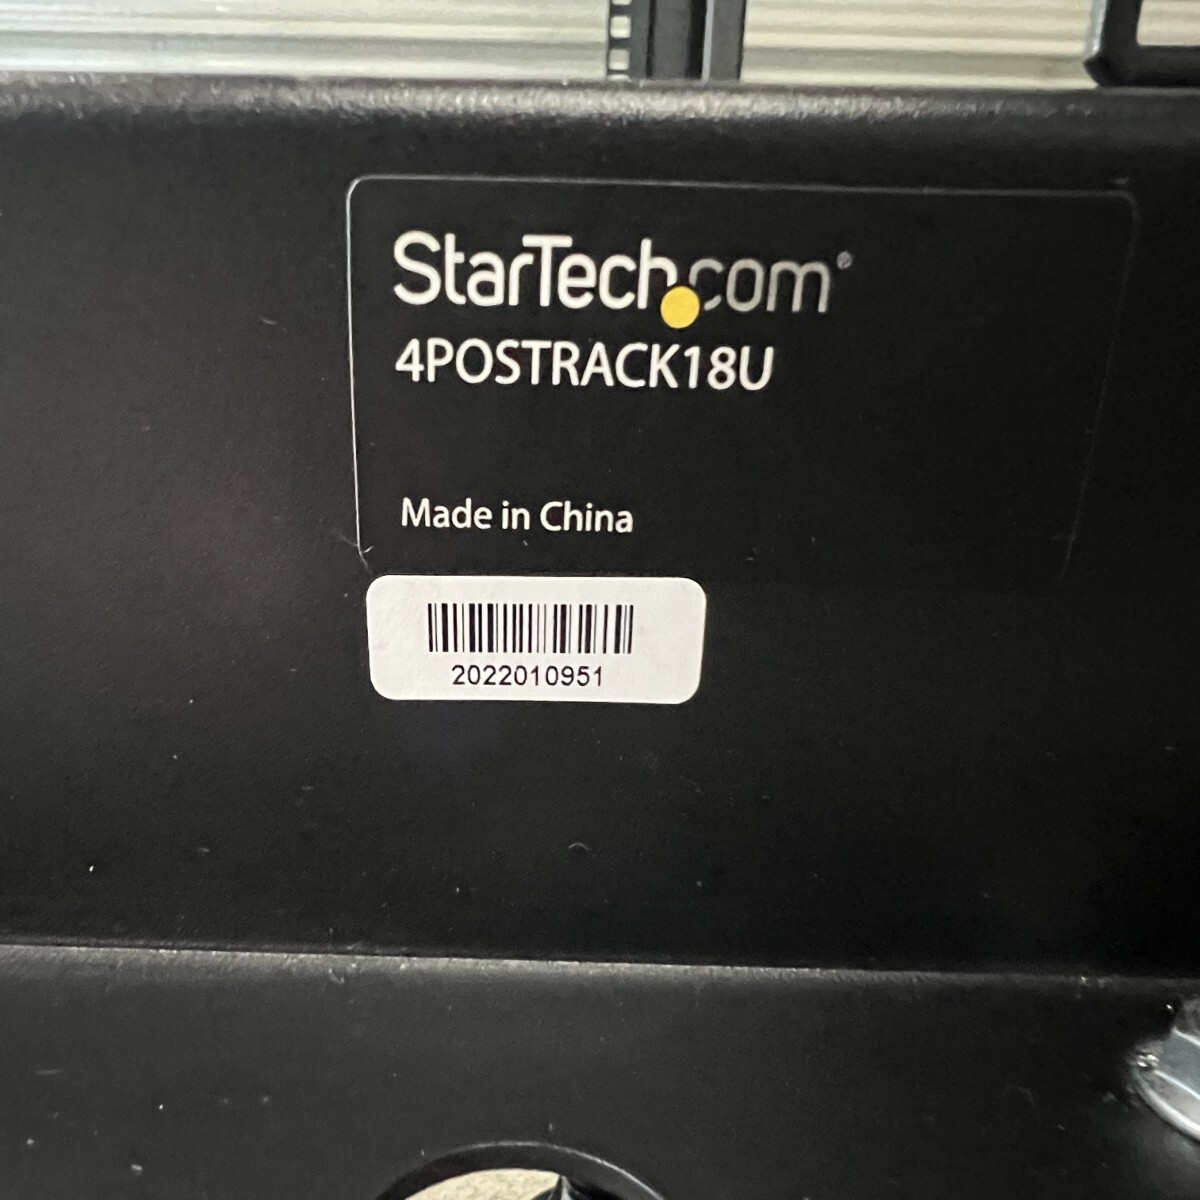 StarTech.com®
4POSTRACK18U
Made in China
2022010951